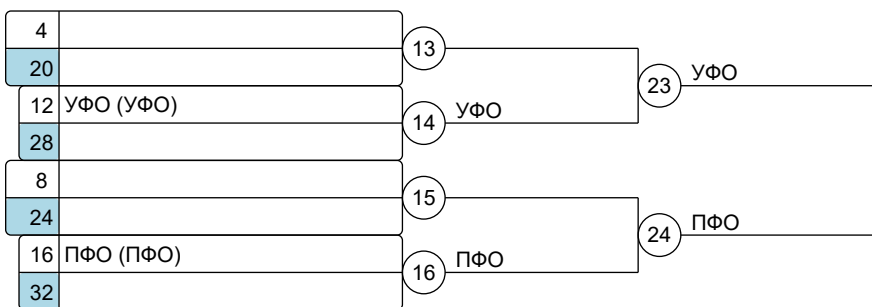 4
13
20
23 УФО
12 УФО (УФО)
14 УФО
28
8
15
24
24 ПФО
16 ПФО (ПФО)
16 ПФО
32